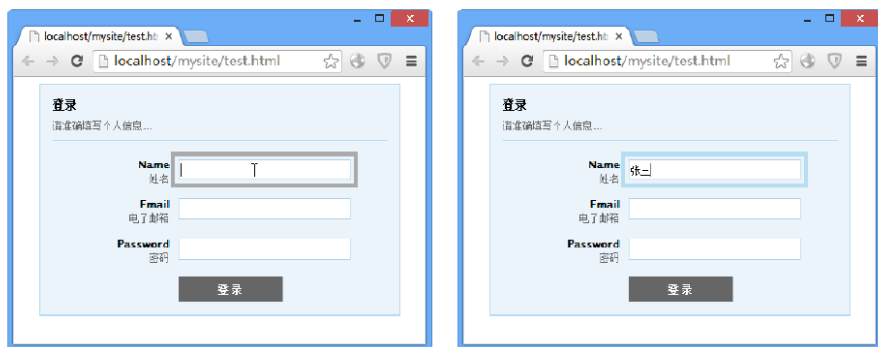 localhost/mysite/test.ht
localhost/mysite/test.html
登录
请准确填写个人信息...
Name
姓名
Email
电子邮箱
Password
密码
登录
localhost/mysite/test.ht
localhost/mysite/test.html
登录
请准确填写个人信息...
Name
姓名
张三
Email
电子邮箱
Password
密码
登录